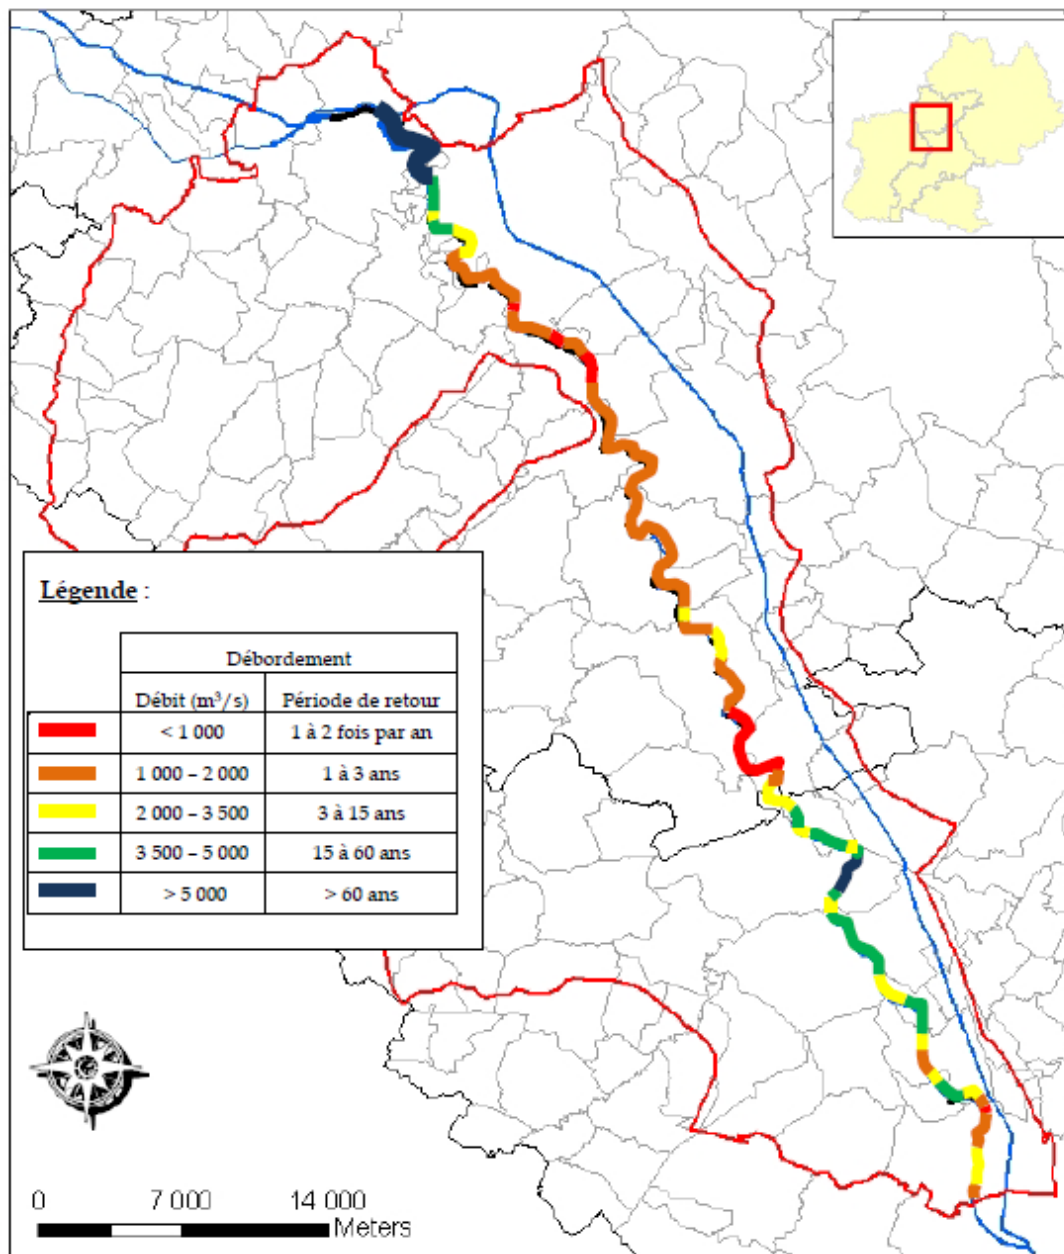 Légende :
Débordement
Débit (m³/s) Période de retour
< 1 000 1 à 2 fois par an
1 000 – 2 000 1 à 3 ans
2 000 – 3 500 3 à 15 ans
3 500 – 5 000 15 à 60 ans
> 5 000 > 60 ans
0 7 000 14 000
Meters